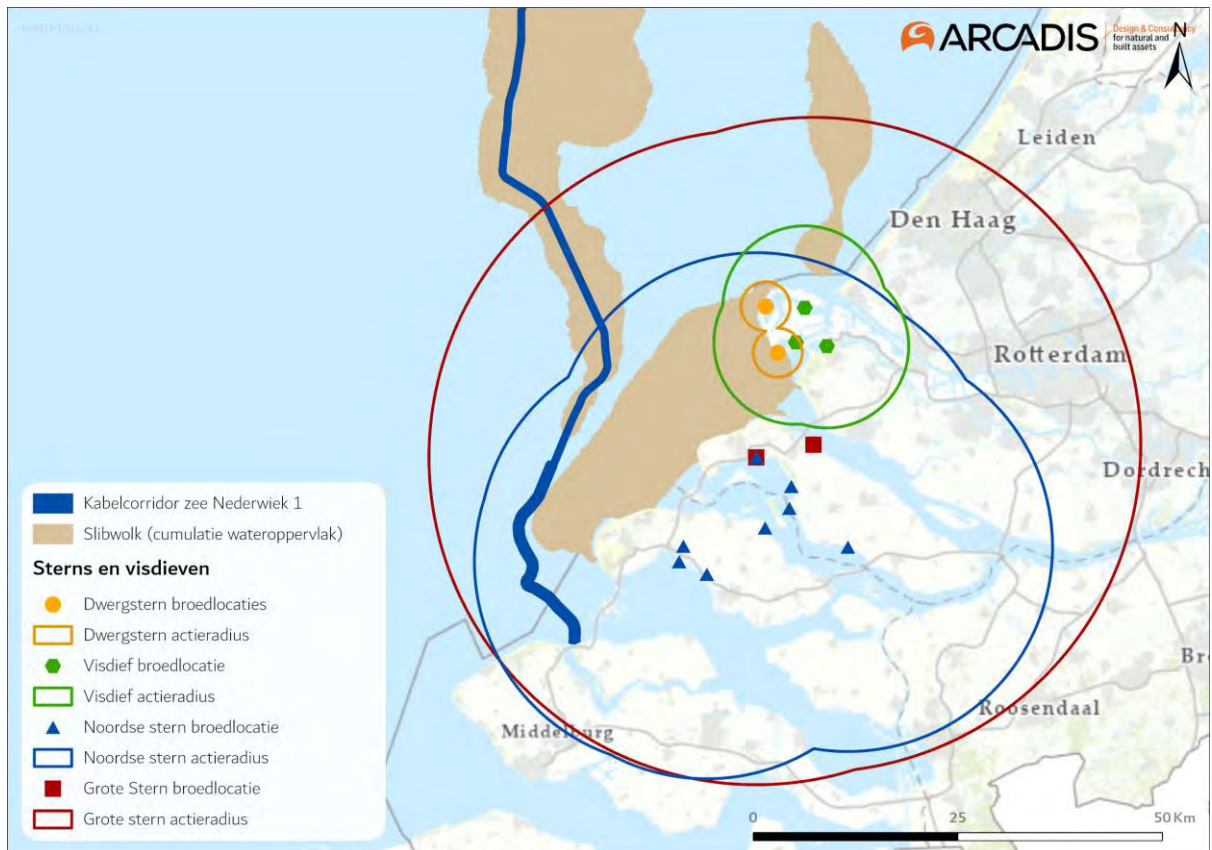 ARCADIS
Design & Consultancy
for natural and
built assets
N
Leiden
Den Haag
Rotterdam
Dordrech
Kabelcorridor zee Nederwiek 1
Slibwolk (cumulatie wateroppervlak)
Sterns en visdieven
Dwergstern broedlocaties
Dwergstern actieradius
Visdief broedlocatie
Visdief actieradius
Noordse stern broedlocatie
Noordse stern actieradius
Grote Stern broedlocatie
Grote stern actieradius
Bre
Roosendaal
Middelburg
0 25 50 Km